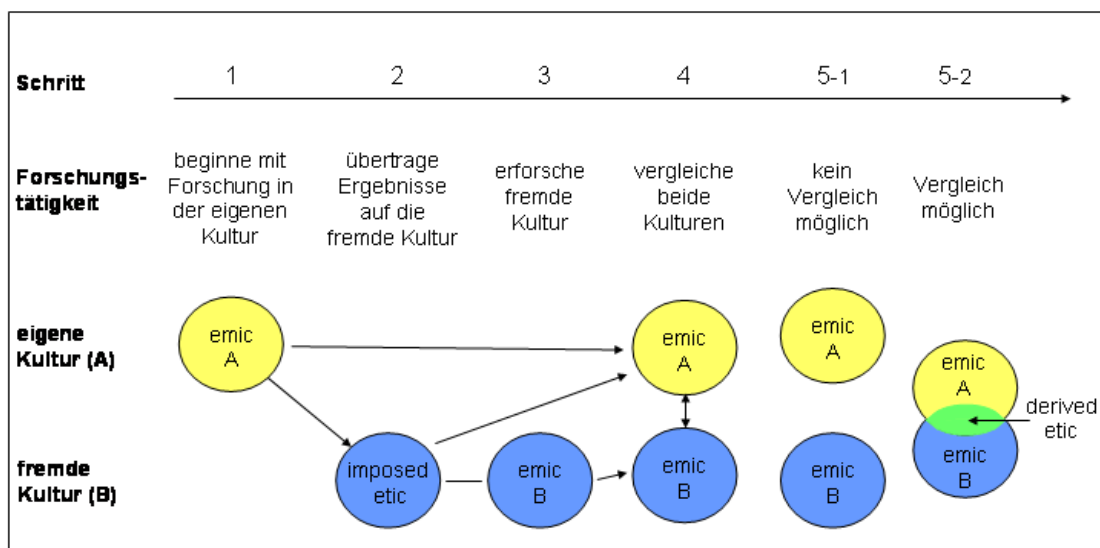 Schritt
1
2
3
4
5-1
5-2
Forschungs-
tätigkeit
beginne mit
Forschung in
der eigenen
Kultur
übertrage
Ergebnisse
auf die
fremde Kultur
erforsche
fremde
Kultur
vergleiche
beide
Kulturen
kein
Vergleich
möglich
Vergleich
möglich
eigene
Kultur (A)
emic
A
emic
A
emic
A
emic
A
derived
etic
fremde
Kultur (B)
imposed
etic
emic
B
emic
B
emic
B
emic
B